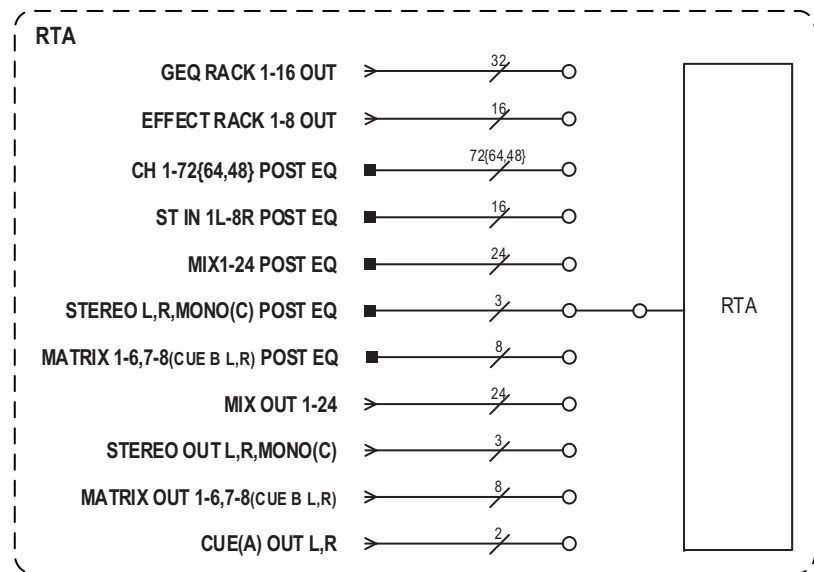 RTA
GEQ RACK 1-16 OUT 32
EFFECT RACK 1-8 OUT 16
CH 1-72{64,48} POST EQ 72{64,48}
ST IN 1L-8R POST EQ 16
MIX1-24 POST EQ 24
STEREO L,R,MONO(C) POST EQ 3 RTA
MATRIX 1-6,7-8(CUE B L,R) POST EQ 8
MIX OUT 1-24 24
STEREO OUT L,R,MONO(C) 3
MATRIX OUT 1-6,7-8(CUE B L,R) 8
CUE(A) OUT L,R 2